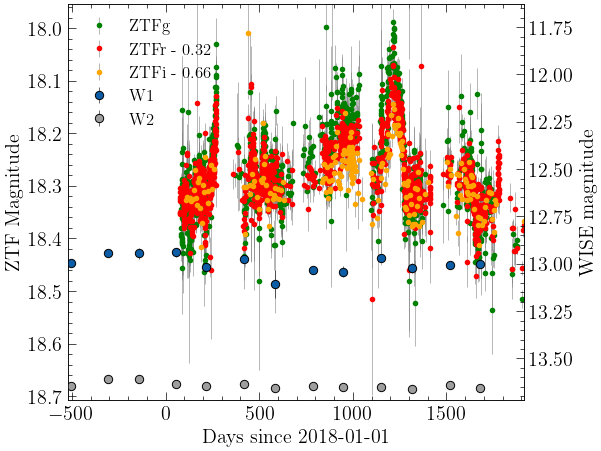 ZTFg
ZTFr - 0.32
ZTFi - 0.66
W1
W2
18.0
18.1
18.2
18.3
18.4
18.5
18.6
18.7
ZTF Magnitude
11.75
12.00
12.25
12.50
12.75
13.00
13.25
13.50
WISE magnitude
−500 0 500 1000 1500
Days since 2018-01-01